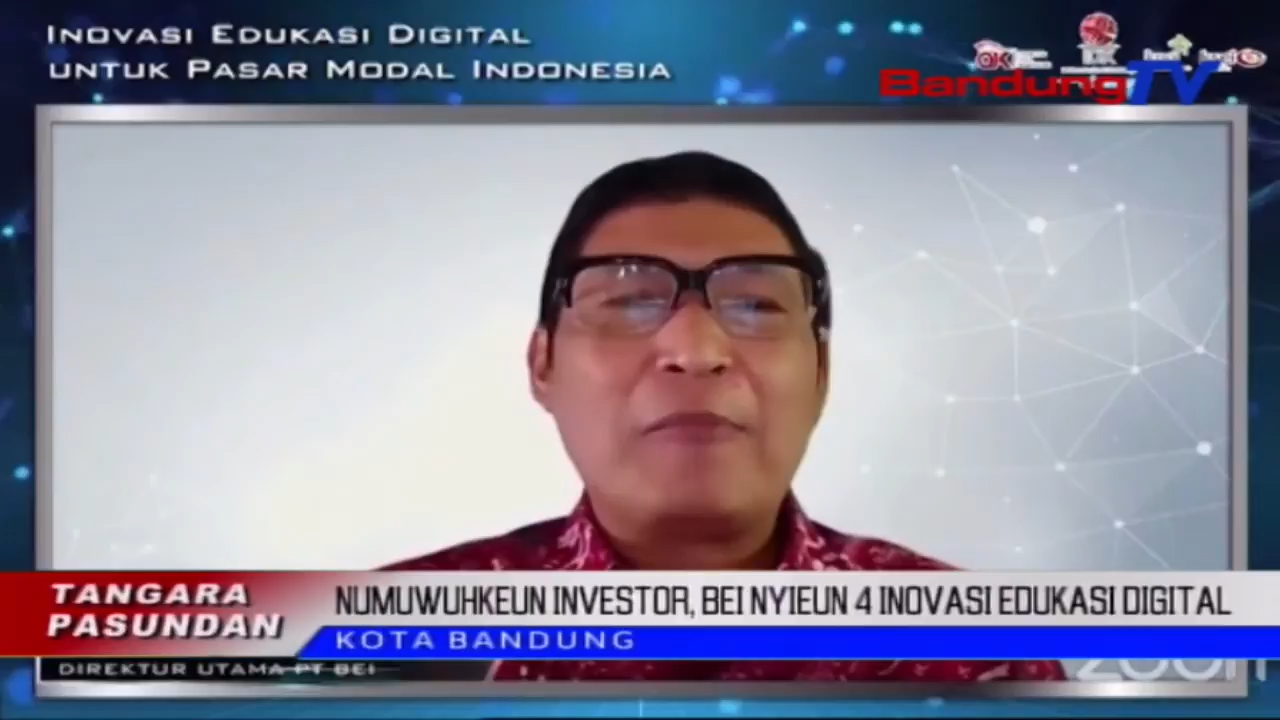 INOVASI EDUKASI DIGITAL
UNTUK PASAR MODAL INDONESIA
BandungTV
TANGARA
PASUNDAN
NUMUWUHKEUN INVESTOR, BEI NYIEUN 4 INOVASI EDUKASI DIGITAL
KOTA BANDUNG
DIREKTUR UTAMA PT BEI
zoom